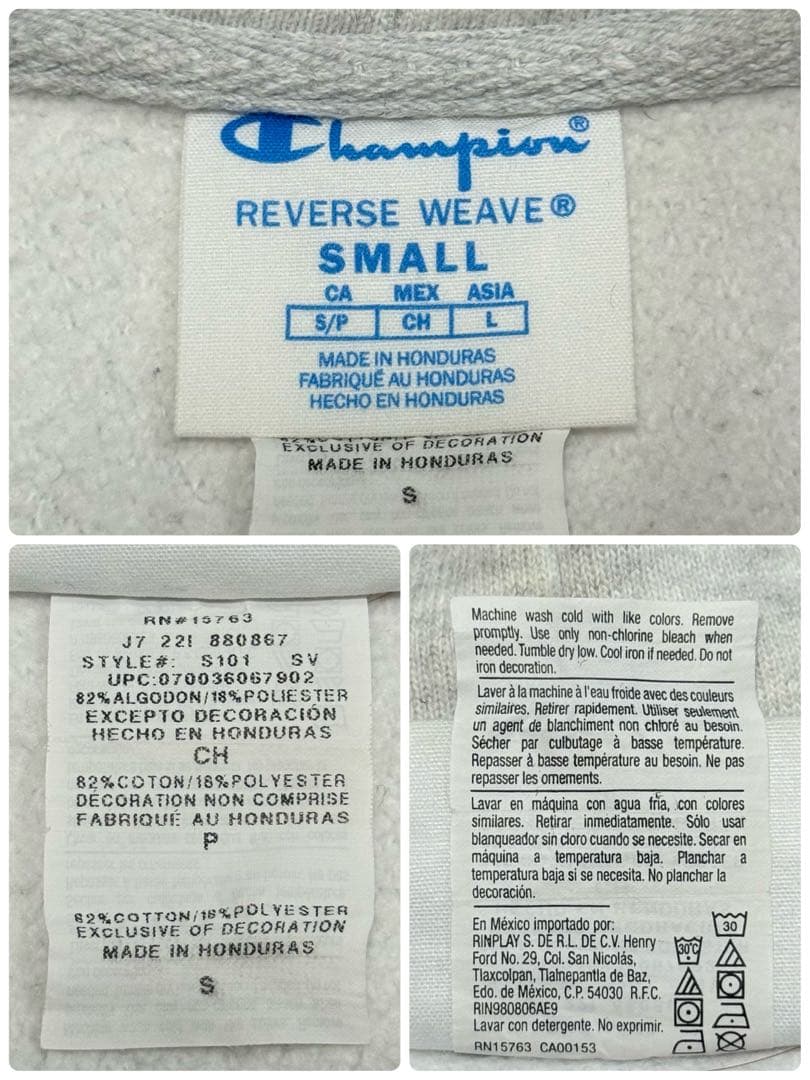 Champion®
REVERSE WEAVE®
SMALL
CA MEX ASIA
S/P CH L
MADE IN HONDURAS
FABRIQUÉ AU HONDURAS
HECHO EN HONDURAS
EXCLUSIVE OF DECORATION
MADE IN HONDURAS
S
RN#15763
J7 22I 880867
STYLE#: S101 SV
UPC:070036067902
82%ALGODON/18%POLIESTER
EXCEPTO DECORACIÓN
HECHO EN HONDURAS
CH
82%COTON/18%POLYESTER
DÉCORATION NON COMPRISE
FABRIQUÉ AU HONDURAS
P
82%COTTON/18%POLYESTER
EXCLUSIVE OF DECORATION
MADE IN HONDURAS
S
Machine wash cold with like colors. Remove
promptly. Use only non-chlorine bleach when
needed. Tumble dry low. Cool iron if needed. Do not
iron decoration.
Laver à la machine à l'eau froide avec des couleurs
similaires. Retirer rapidement. Utiliser seulement
un agent de blanchiment non chloré au besoin.
Sécher par culbutage à basse température.
Repasser à basse température au besoin. Ne pas
repasser les ornements.
Lavar en máquina con agua fría, con colores
similares. Retirar inmediatamente. Sólo usar
blanqueador sin cloro cuando se necesite. Secar en
máquina a temperatura baja. Planchar a
temperatura baja si se necesita. No planchar la
decoración.
En México importado por:
RINPLAY S. DE R.L. DE C.V. Henry
Ford No. 29, Col. San Nicolás,
Tlaxcolpan, Tlalnepantla de Baz,
Edo. de México, C.P. 54030 R.F.C.
RIN980806AE9
Lavar con detergente. No exprimir.
RN15763 CA00153
30°C
30